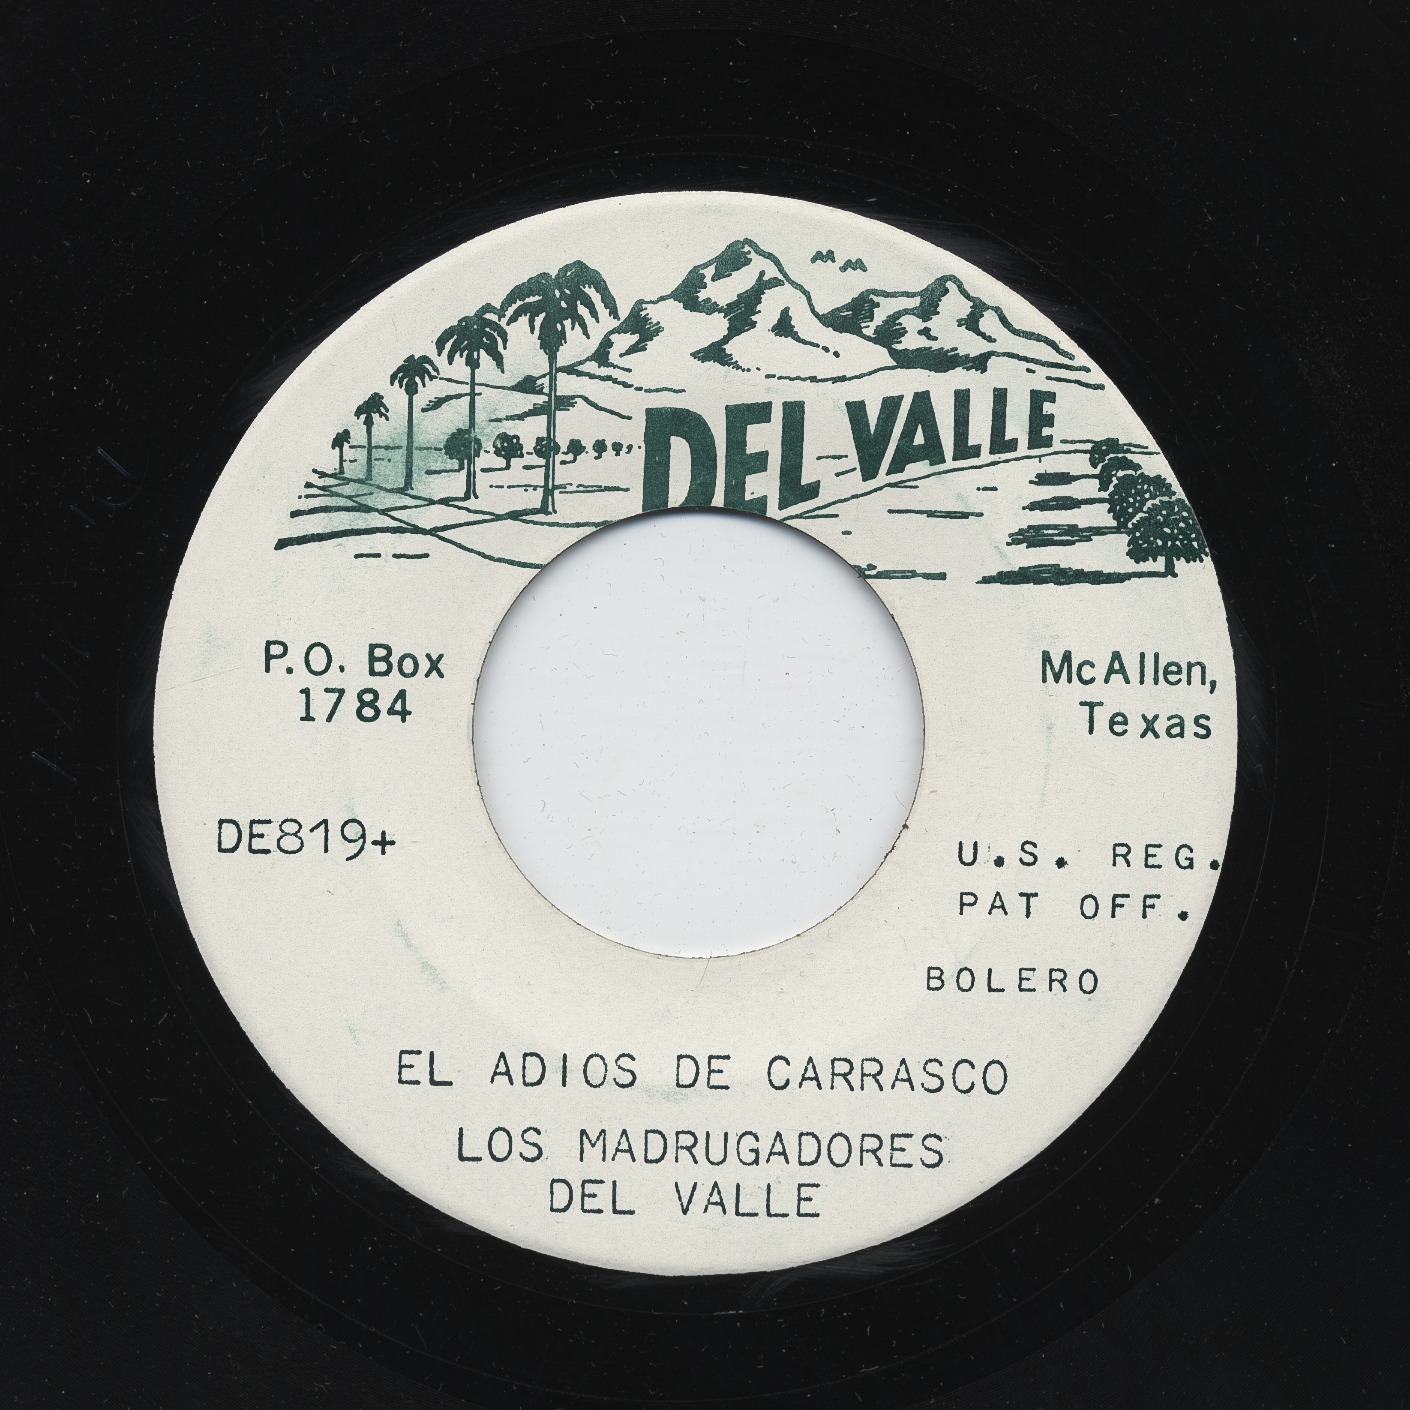 DEL VALLE
P.O. Box
1784
McAllen,
Texas
DE819+
U.S. REG.
PAT OFF.
BOLERO
EL ADIOS DE CARRASCO
LOS MADRUGADORES
DEL VALLE